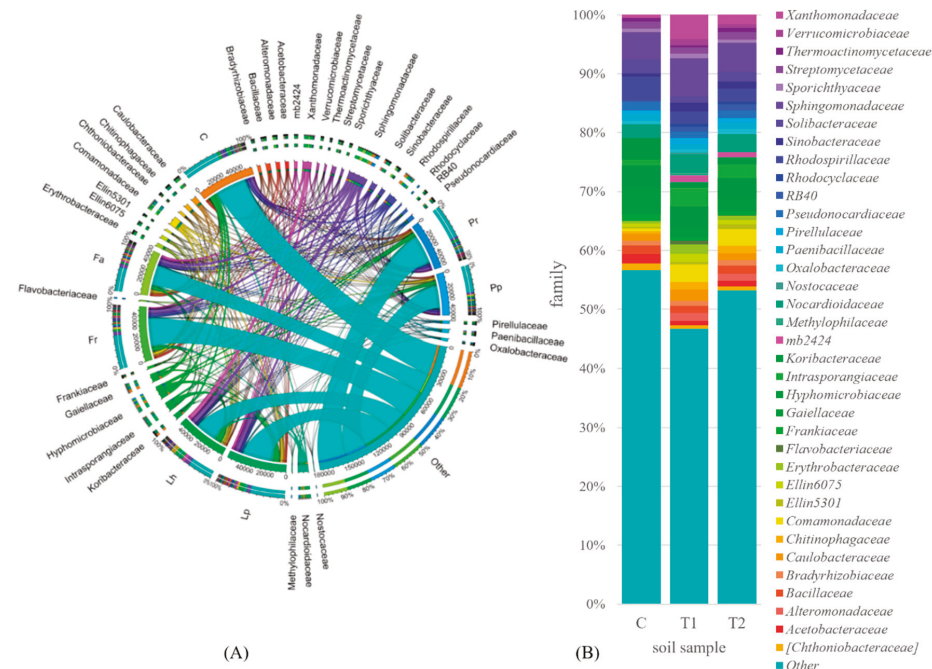 Bradyrhizobiaceae
Bacillaceae
Alteromonadaceae
Acetobacteraceae
mb2424
Xanthomonadaceae
Verrucomicrobiaceae
Thermoactinomycetaceae
Streptomycetaceae
Sporichthyaceae
Sphingomonadaceae
Solibacteraceae
Sinobacteraceae
Rhodospirillaceae
Rhodocyclaceae
RB40
Pseudonocardiaceae
Pr
Pp
Pirellulaceae
Paenibacillaceae
Oxalobacteraceae
Other
Nostocaceae
Nocardioidaceae
Methylophilaceae
Lp
Ln
Koribacteraceae
Intrasporangiaceae
Hyphomicrobiaceae
Gaiellaceae
Frankiaceae
Fr
Flavobacteriaceae
Fa
Erythrobacteraceae
Ellin6075
Ellin5301
Comamonadaceae
Chthoniobacteraceae
Chitinophagaceae
Caulobacteraceae
C
(A)
100%
90%
80%
70%
60%
50%
40%
30%
20%
10%
0%
family
C T1 T2
soil sample
(B)
Xanthomonadaceae
Verrucomicrobiaceae
Thermoactinomycetaceae
Streptomycetaceae
Sporichthyaceae
Sphingomonadaceae
Solibacteraceae
Sinobacteraceae
Rhodospirillaceae
Rhodocyclaceae
RB40
Pseudonocardiaceae
Pirellulaceae
Paenibacillaceae
Oxalobacteraceae
Nostocaceae
Nocardioidaceae
Methylophilaceae
mb2424
Koribacteraceae
Intrasporangiaceae
Hyphomicrobiaceae
Gaiellaceae
Frankiaceae
Flavobacteriaceae
Erythrobacteraceae
Ellin6075
Ellin5301
Comamonadaceae
Chitinophagaceae
Caulobacteraceae
Bradyrhizobiaceae
Bacillaceae
Alteromonadaceae
Acetobacteraceae
[Chthoniobacteraceae]
Other